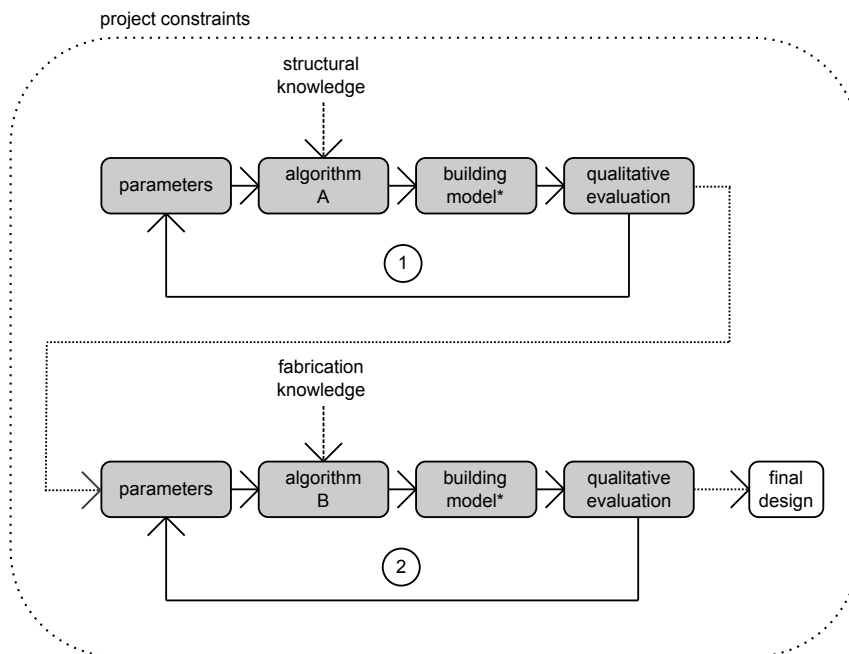 project constraints
structural
knowledge
parameters
algorithm
A
building
model*
qualitative
evaluation
1
fabrication
knowledge
parameters
algorithm
B
building
model*
qualitative
evaluation
final
design
2